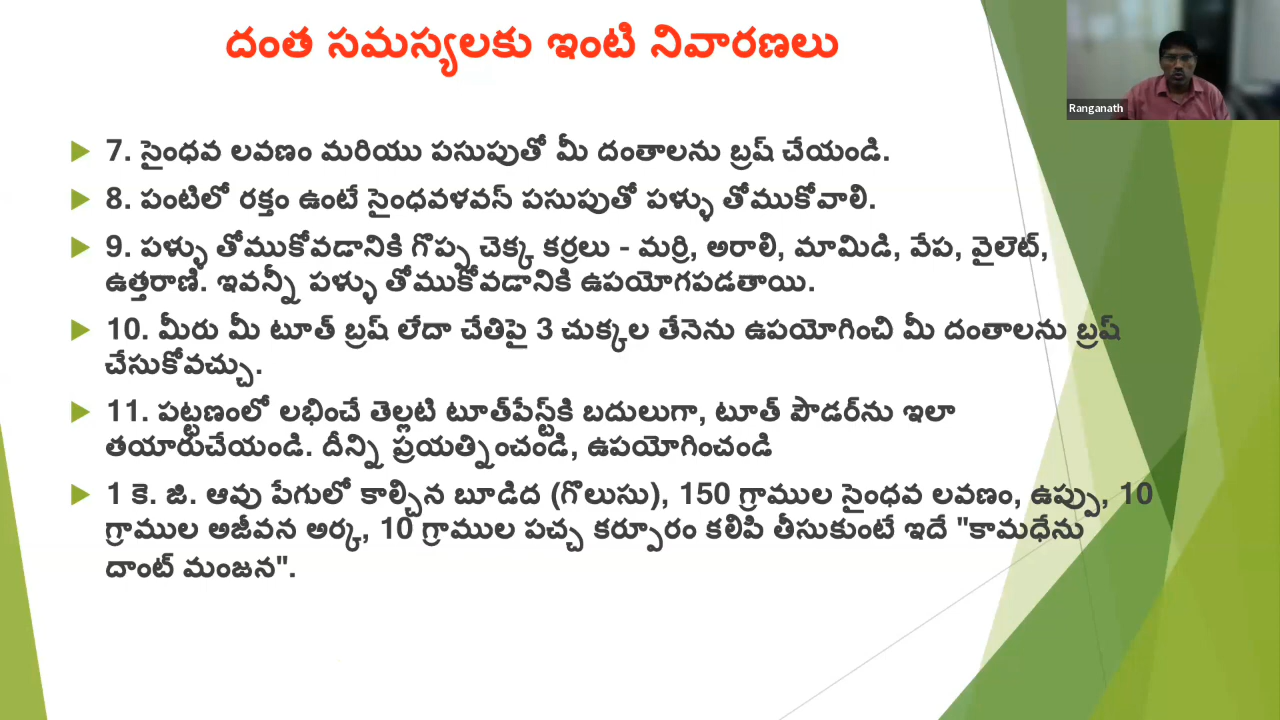 దంత సమస్యలకు ఇంటి నివారణలు
Ranganath
7. సైంధవ లవణం మరియు పసుపుతో మీ దంతాలను బ్రష్ చేయండి.
8. పంటిలో రక్తం ఉంటే సైంధవళవస్ పసుపుతో పళ్ళు తోముకోవాలి.
9. పళ్ళు తోముకోవడానికి గొప్ప చెక్క కర్రలు - మర్రి, అరాలి, మామిడి, వేప, వైలెట్,
ఉత్తరాణి. ఇవన్నీ పళ్ళు తోముకోవడానికి ఉపయోగపడతాయి.
10. మీరు మీ టూత్ బ్రష్ లేదా చేతిపై 3 చుక్కల తేనెను ఉపయోగించి మీ దంతాలను బ్రష్
చేసుకోవచ్చు.
11. పట్టణంలో లభించే తెల్లటి టూత్‌పేస్ట్‌కి బదులుగా, టూత్ పౌడర్‌ను ఇలా
తయారుచేయండి. దీన్ని ప్రయత్నించండి, ఉపయోగించండి
1 కె. జి. ఆవు పేగులో కాల్చిన బూడిద (గొలుసు), 150 గ్రాముల సైంధవ లవణం, ఉప్పు, 10
గ్రాముల అజీవన అర్క, 10 గ్రాముల పచ్చ కర్పూరం కలిపి తీసుకుంటే ఇదే "కామధేను
దాంట్ మంజన".